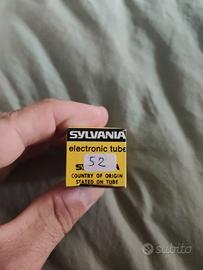 SYLVANIA
electronic tube
52
COUNTRY OF ORIGIN
STATED ON TUBE
subito